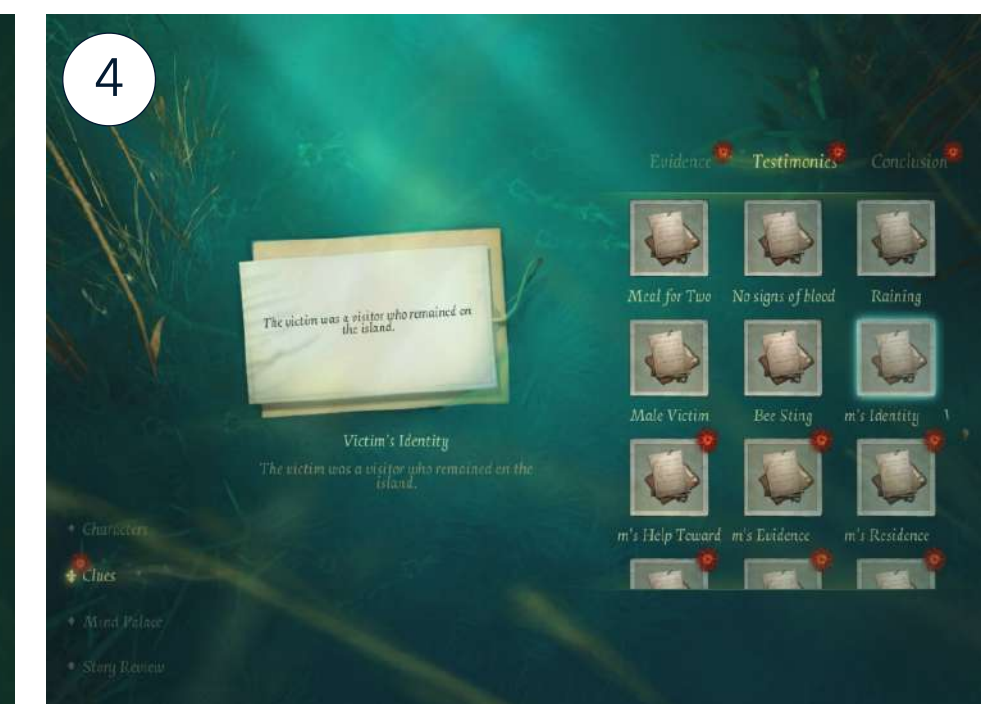 4
Evidence Testimonies Conclusion
The victim was a visitor who remained on
the island.
Victim's Identity
The victim was a visitor who remained on the
island.
Meal for Two No signs of blood Raining
Male Victim Bee Sting m's Identity
m's Help Toward m's Evidence m's Residence
Characters
Clues
Mind Palace
Story Review